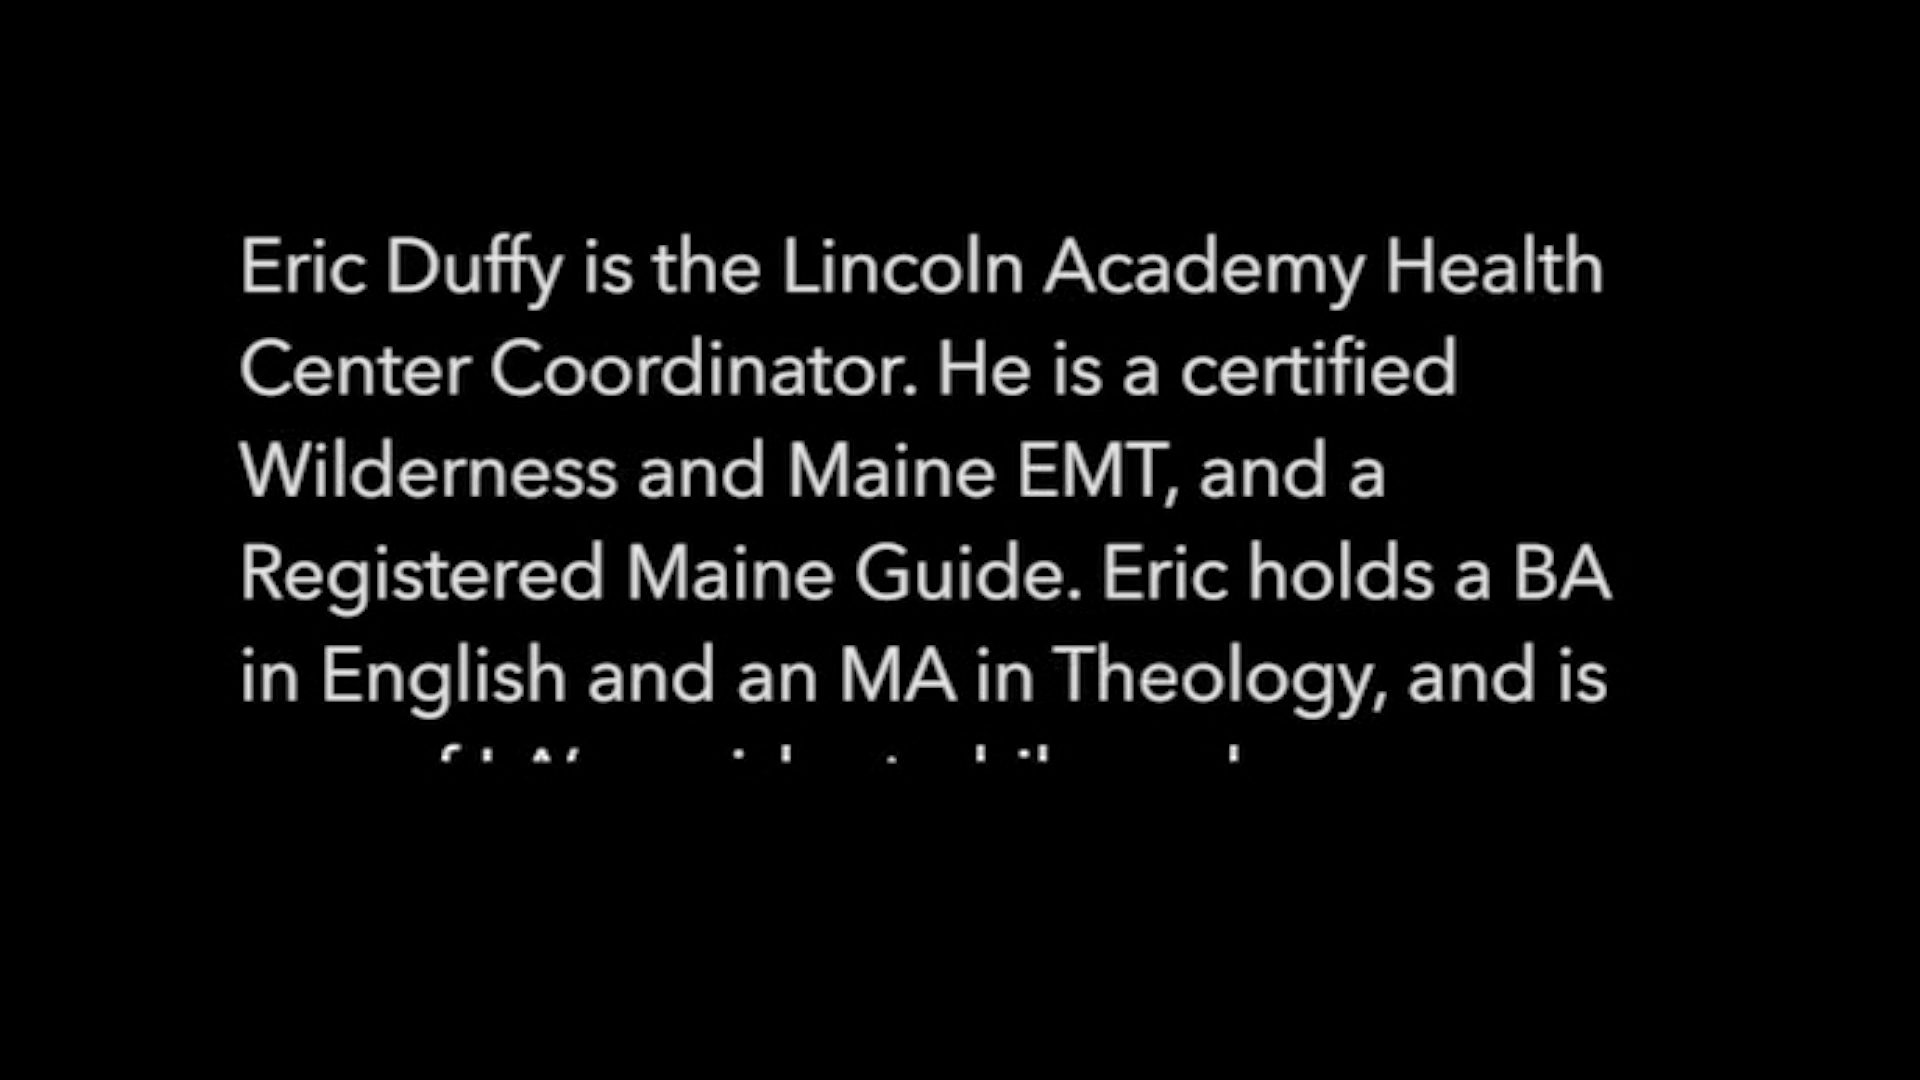 Eric Duffy is the Lincoln Academy Health
Center Coordinator. He is a certified
Wilderness and Maine EMT, and a
Registered Maine Guide. Eric holds a BA
in English and an MA in Theology, and is